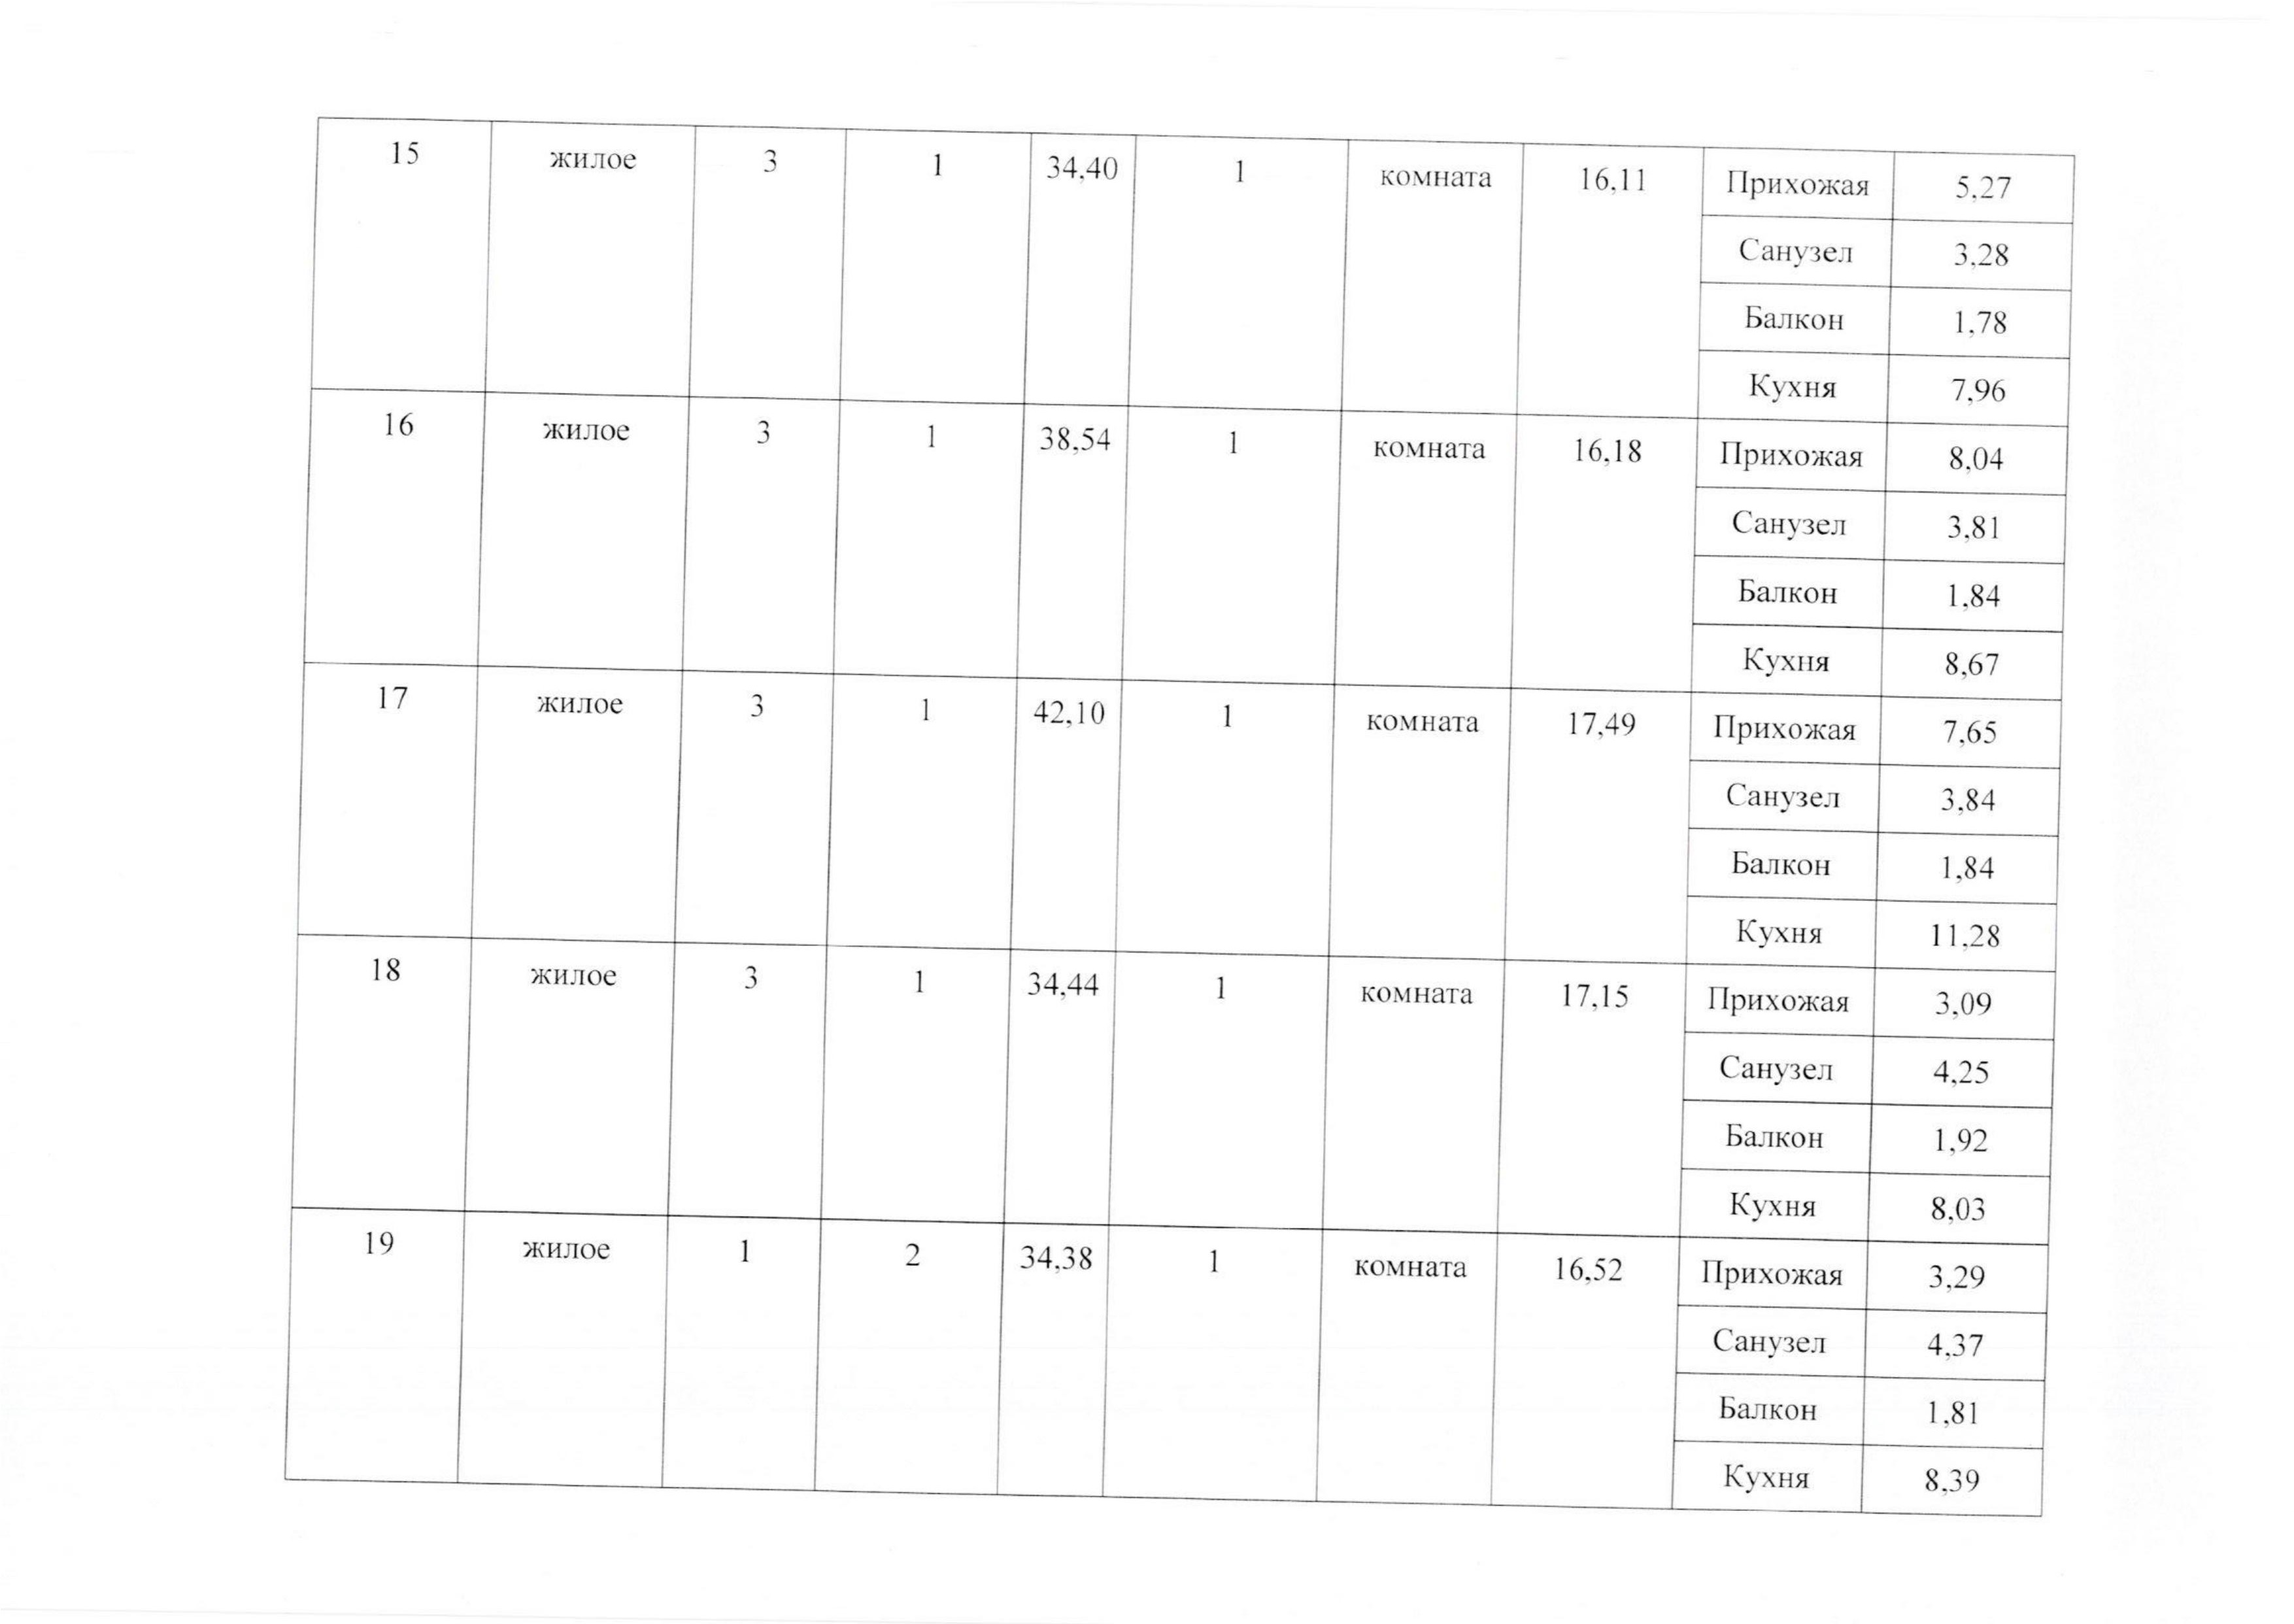 15 жилое 3 1 34,40 1 комната 16,11 Прихожая 5,27
Санузел 3,28
Балкон 1,78
Кухня 7,96
16 жилое 3 1 38,54 1 комната 16,18 Прихожая 8,04
Санузел 3,81
Балкон 1,84
Кухня 8,67
17 жилое 3 1 42,10 1 комната 17,49 Прихожая 7,65
Санузел 3,84
Балкон 1,84
Кухня 11,28
18 жилое 3 1 34,44 1 комната 17,15 Прихожая 3,09
Санузел 4,25
Балкон 1,92
Кухня 8,03
19 жилое 1 2 34,38 1 комната 16,52 Прихожая 3,29
Санузел 4,37
Балкон 1,81
Кухня 8,39